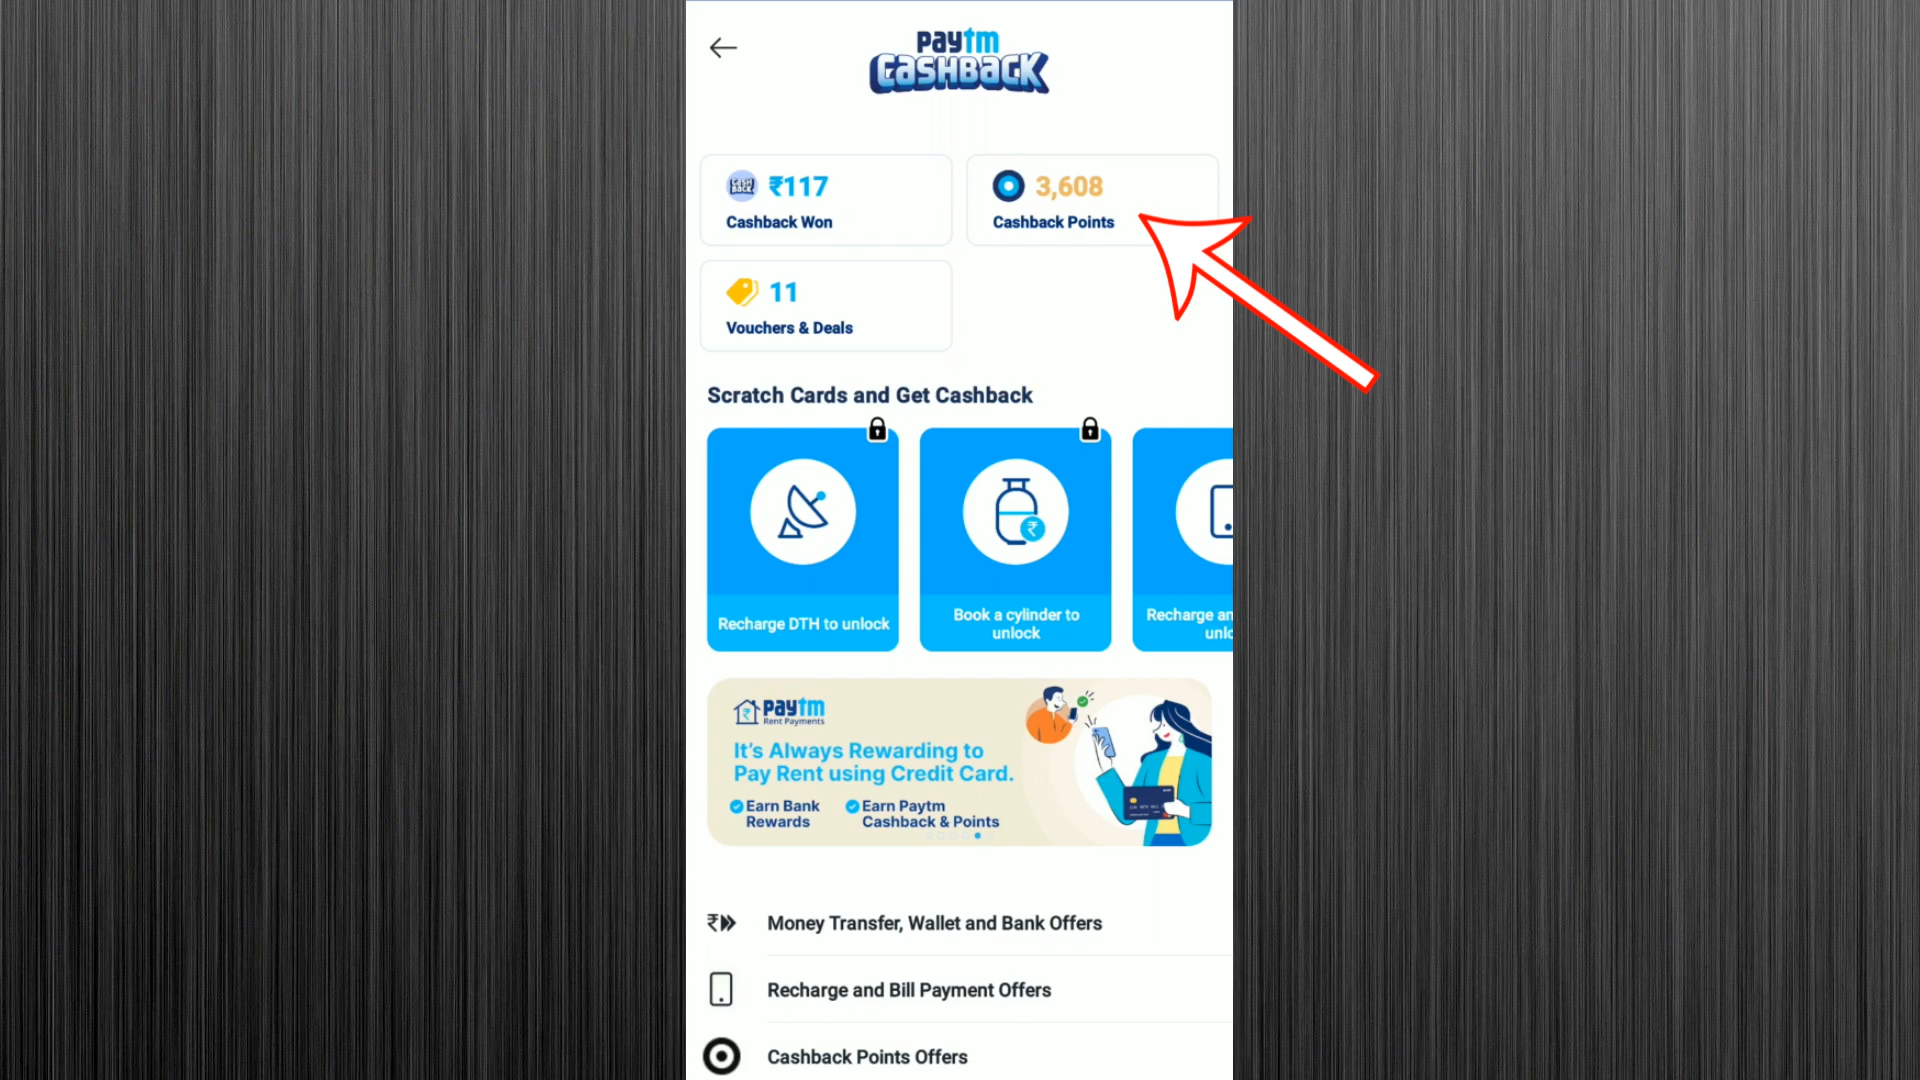 paytm
CASHBACK
CASH
BACK
₹117
Cashback Won
3,608
Cashback Points
11
Vouchers & Deals
Scratch Cards and Get Cashback
Recharge DTH to unlock
Book a cylinder to
unlock
Recharge an
unlo
paytm
Rent Payments
It's Always Rewarding to
Pay Rent using Credit Card.
Earn Bank
Rewards
Earn Paytm
Cashback & Points
Money Transfer, Wallet and Bank Offers
Recharge and Bill Payment Offers
Cashback Points Offers